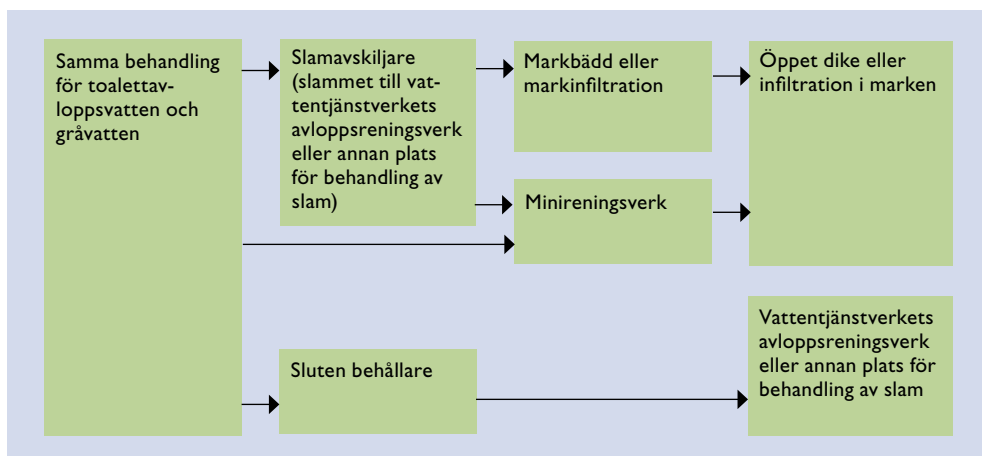 Samma behandling
för toalettav-
loppsvatten och
gråvatten
Slamavskiljare
(slammet till vat-
tentjänstverkets
avloppsreningsverk
eller annan plats
för behandling av
slam)
Markbädd eller
markinfiltration
Öppet dike eller
infiltration i marken
Minireningsverk
Sluten behållare
Vattentjänstverkets
avloppsreningsverk
eller annan plats för
behandling av slam